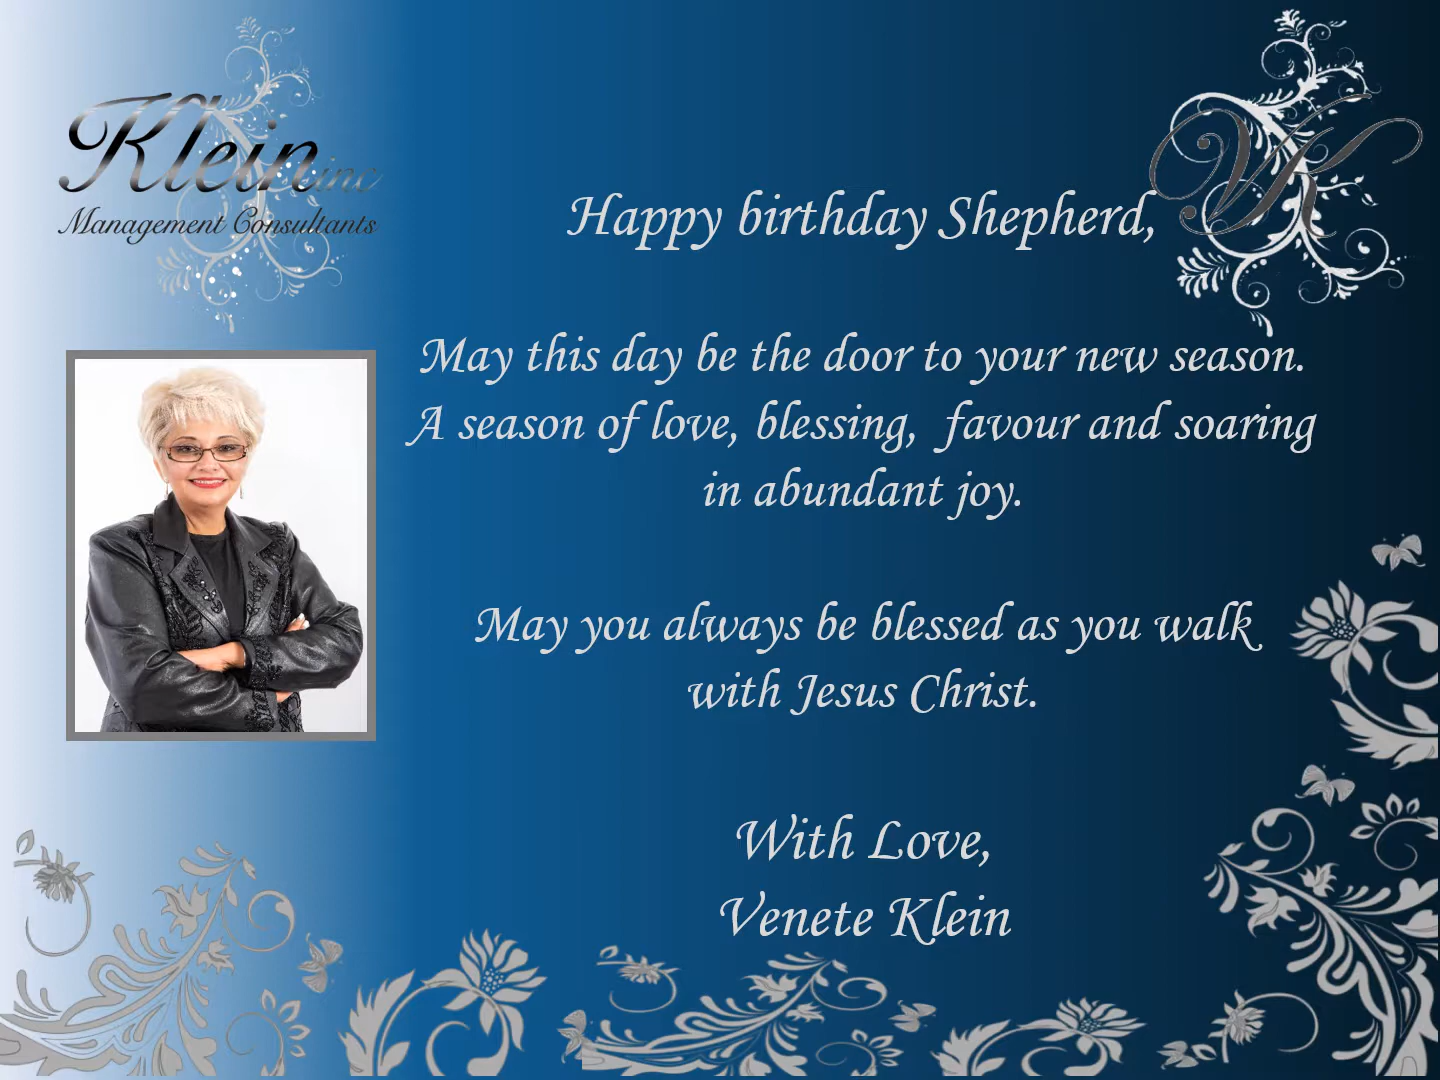 Klein inc
Management Consultants
VK
Happy birthday Shepherd,
May this day be the door to your new season.
A season of love, blessing, favour and soaring
in abundant joy.
May you always be blessed as you walk
with Jesus Christ.
With Love,
Venete Klein